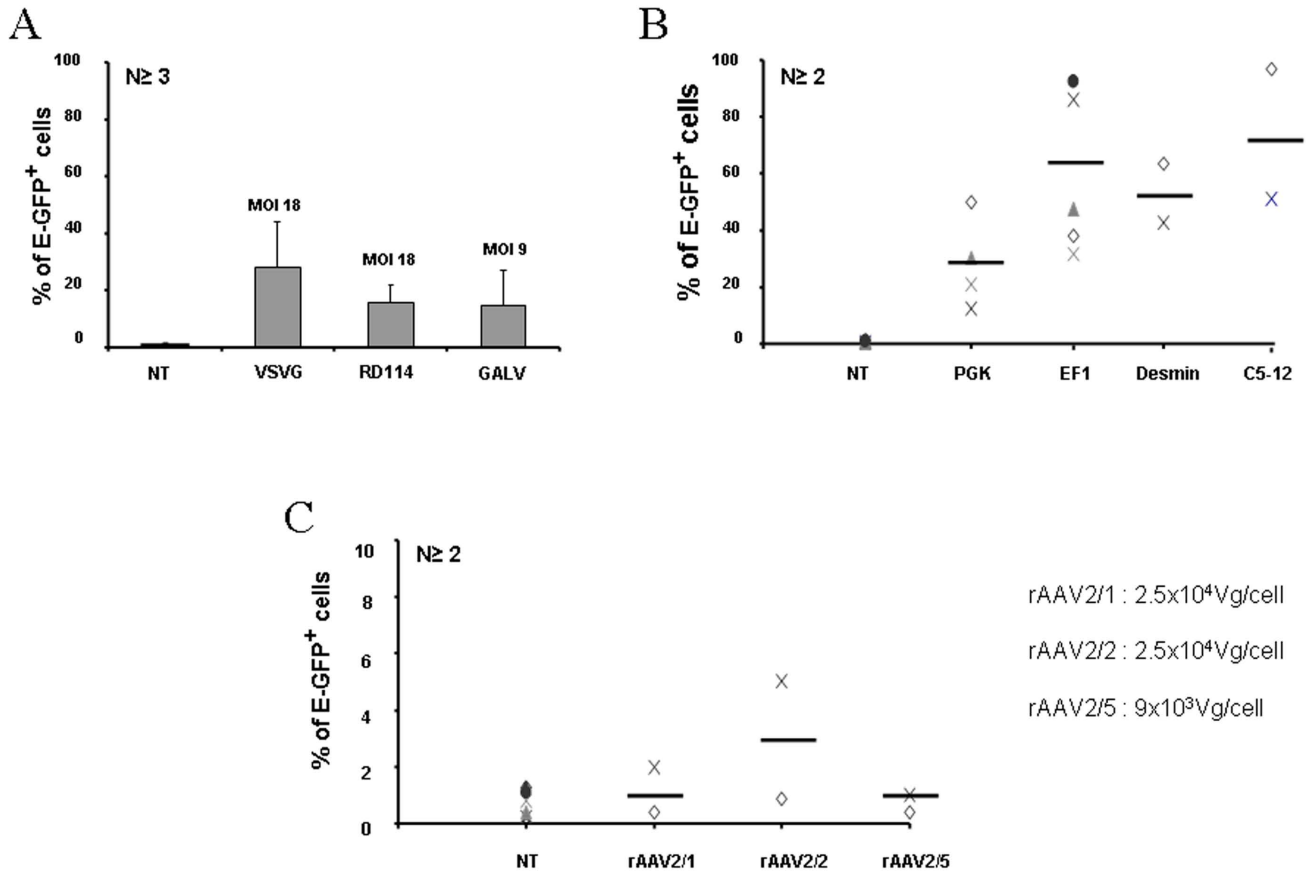 A
N≥ 3
% of E-GFP⁺ cells
100
80
60
40
20
0
MOI 18
MOI 18
MOI 9
NT VSVG RD114 GALV
B
N≥ 2
% of E-GFP⁺ cells
100
80
60
40
20
0
NT PGK EF1 Desmin C5-12
C
N≥ 2
% of E-GFP⁺ cells
10
8
6
4
2
0
NT rAAV2/1 rAAV2/2 rAAV2/5
rAAV2/1 : 2.5x10⁴Vg/cell
rAAV2/2 : 2.5x10⁴Vg/cell
rAAV2/5 : 9x10³Vg/cell